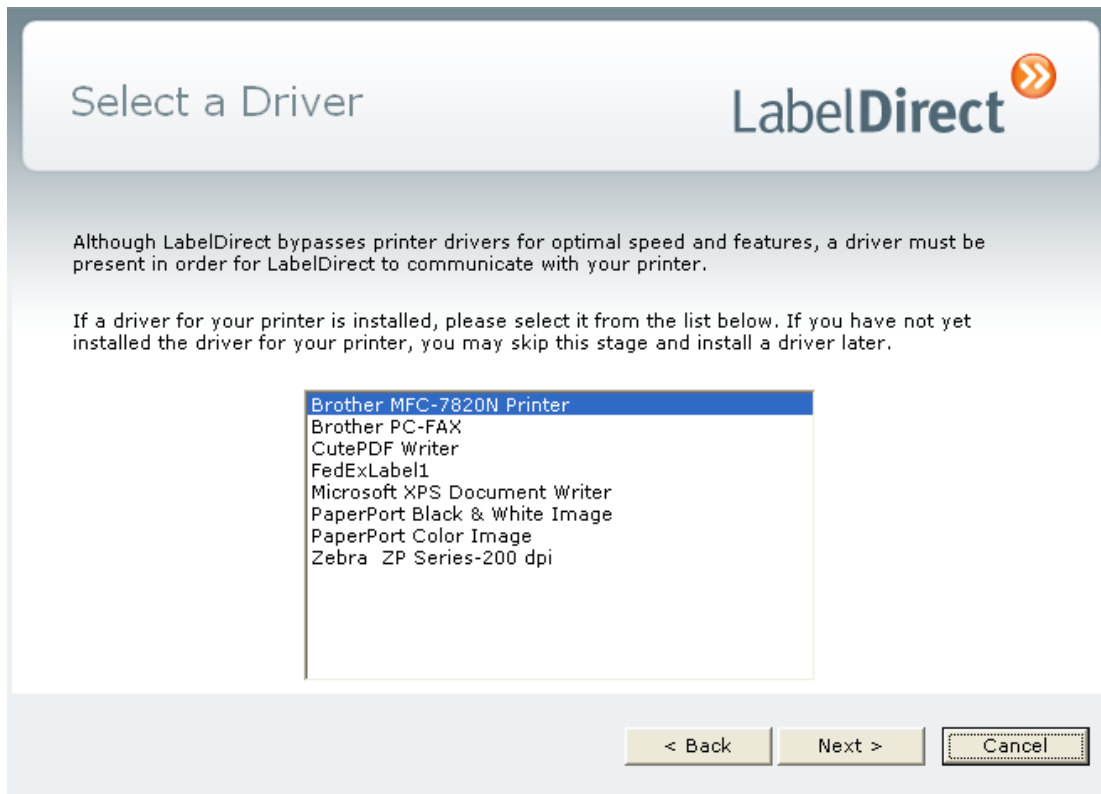 Select a Driver
LabelDirect
Although LabelDirect bypasses printer drivers for optimal speed and features, a driver must be
present in order for LabelDirect to communicate with your printer.
If a driver for your printer is installed, please select it from the list below. If you have not yet
installed the driver for your printer, you may skip this stage and install a driver later.
Brother MFC-7820N Printer
Brother PC-FAX
CutePDF Writer
FedExLabel1
Microsoft XPS Document Writer
PaperPort Black & White Image
PaperPort Color Image
Zebra  ZP Series-200 dpi
< Back
Next >
Cancel